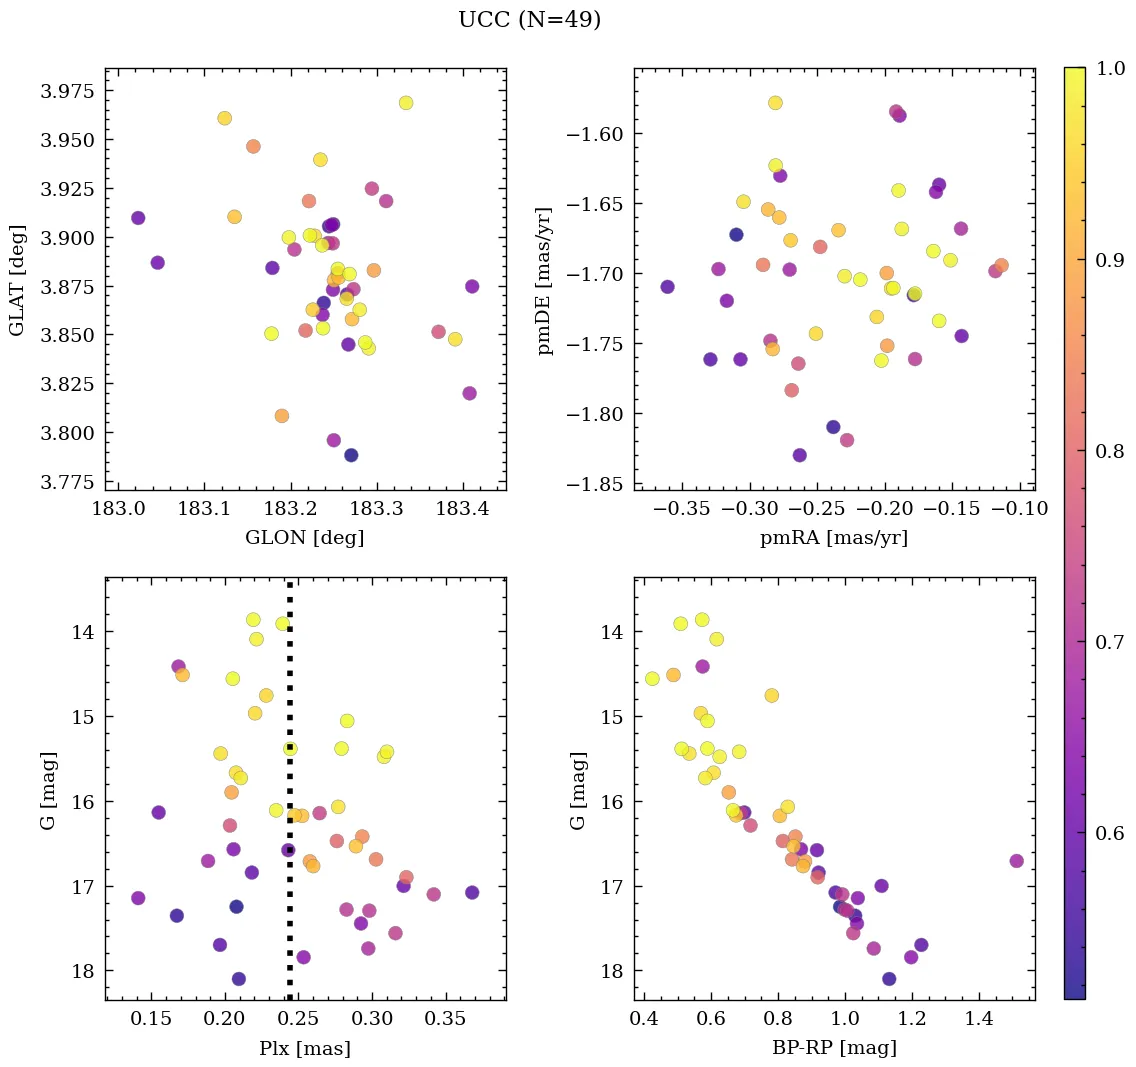 UCC (N=49)
3.975
3.950
3.925
3.900
3.875
3.850
3.825
3.800
3.775
GLAT [deg]
183.0 183.1 183.2 183.3 183.4
GLON [deg]
−1.60
−1.65
−1.70
−1.75
−1.80
−1.85
pmDE [mas/yr]
−0.35 −0.30 −0.25 −0.20 −0.15 −0.10
pmRA [mas/yr]
14
15
16
17
18
G [mag]
0.15 0.20 0.25 0.30 0.35
Plx [mas]
14
15
16
17
18
G [mag]
0.4 0.6 0.8 1.0 1.2 1.4
BP-RP [mag]
1.0
0.9
0.8
0.7
0.6